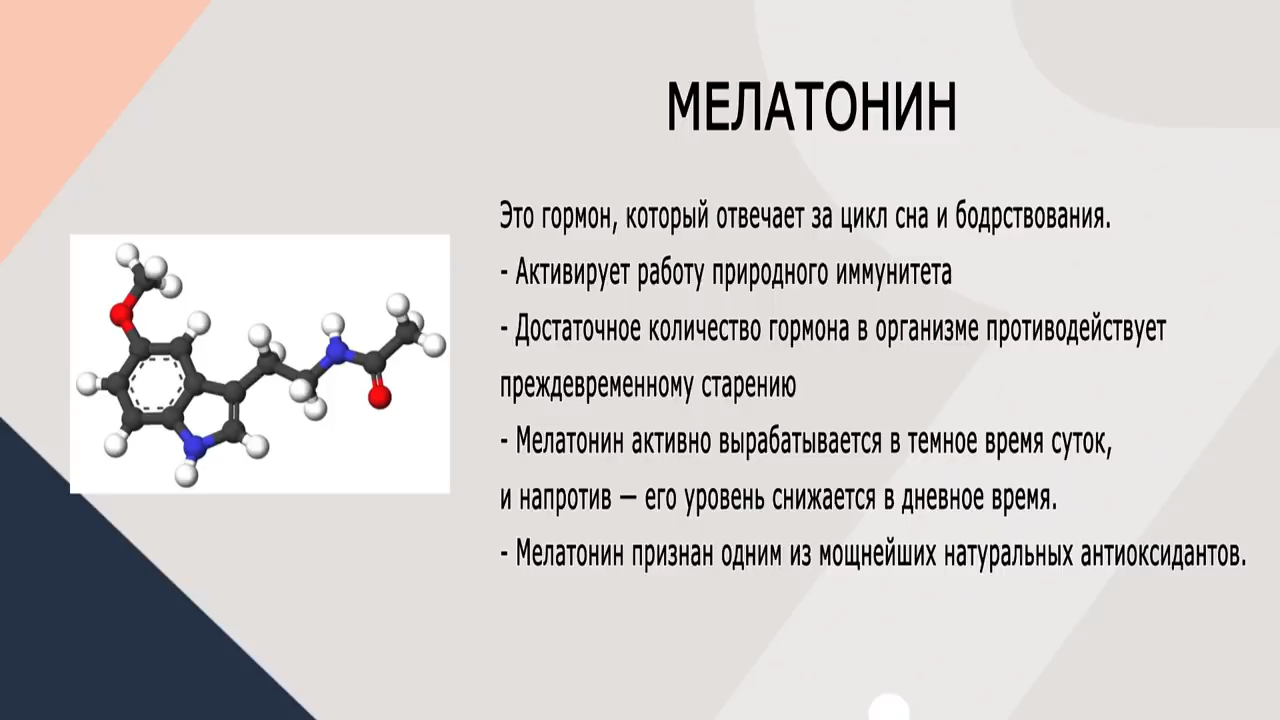 МЕЛАТОНИН
Это гормон, который отвечает за цикл сна и бодрствования.
- Активирует работу природного иммунитета
- Достаточное количество гормона в организме противодействует
преждевременному старению
- Мелатонин активно вырабатывается в темное время суток,
и напротив — его уровень снижается в дневное время.
- Мелатонин признан одним из мощнейших натуральных антиоксидантов.